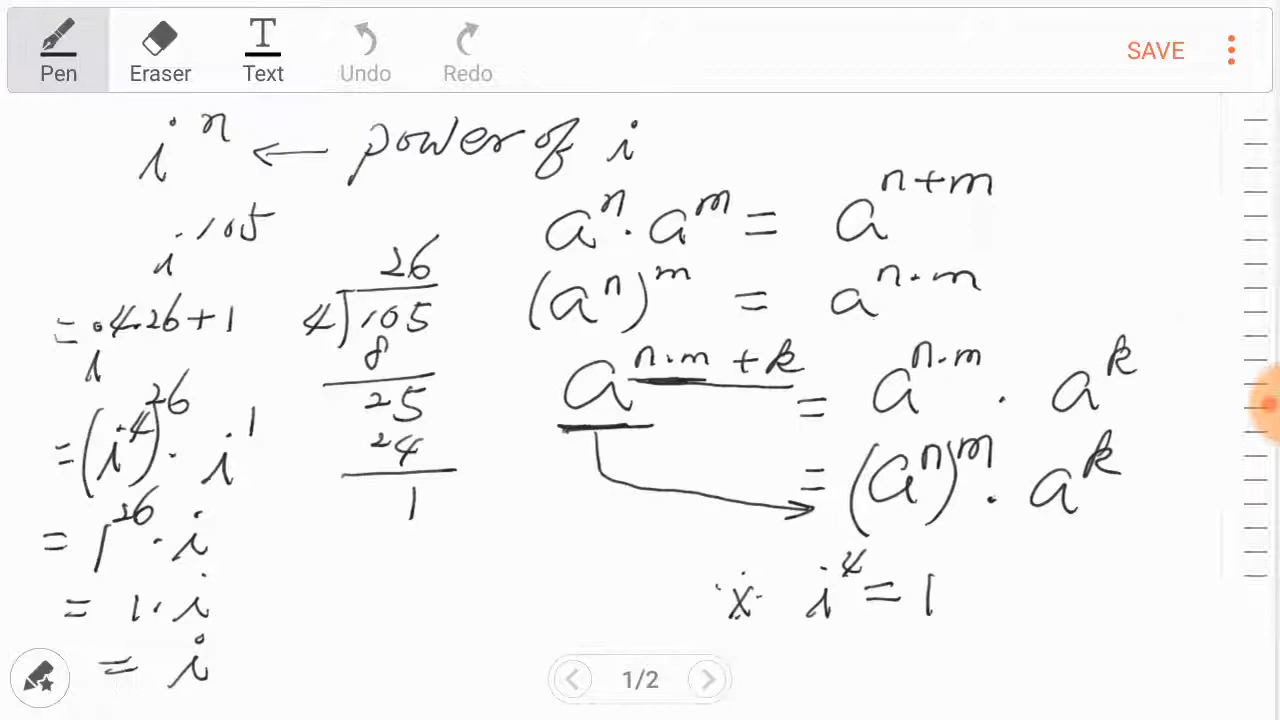 Pen Eraser Text Undo Redo SAVE
i^n ← power of i
i^105
= i^4·26+1
= (i^4)^26 · i^1
= 1^26 · i
= 1 · i
= i
26
4)105
8
25
24
1
a^n · a^m = a^n+m
(a^n)^m = a^n·m
a^n·m + k = a^n·m · a^k
= (a^n)^m · a^k
※ i^4 = 1
1/2